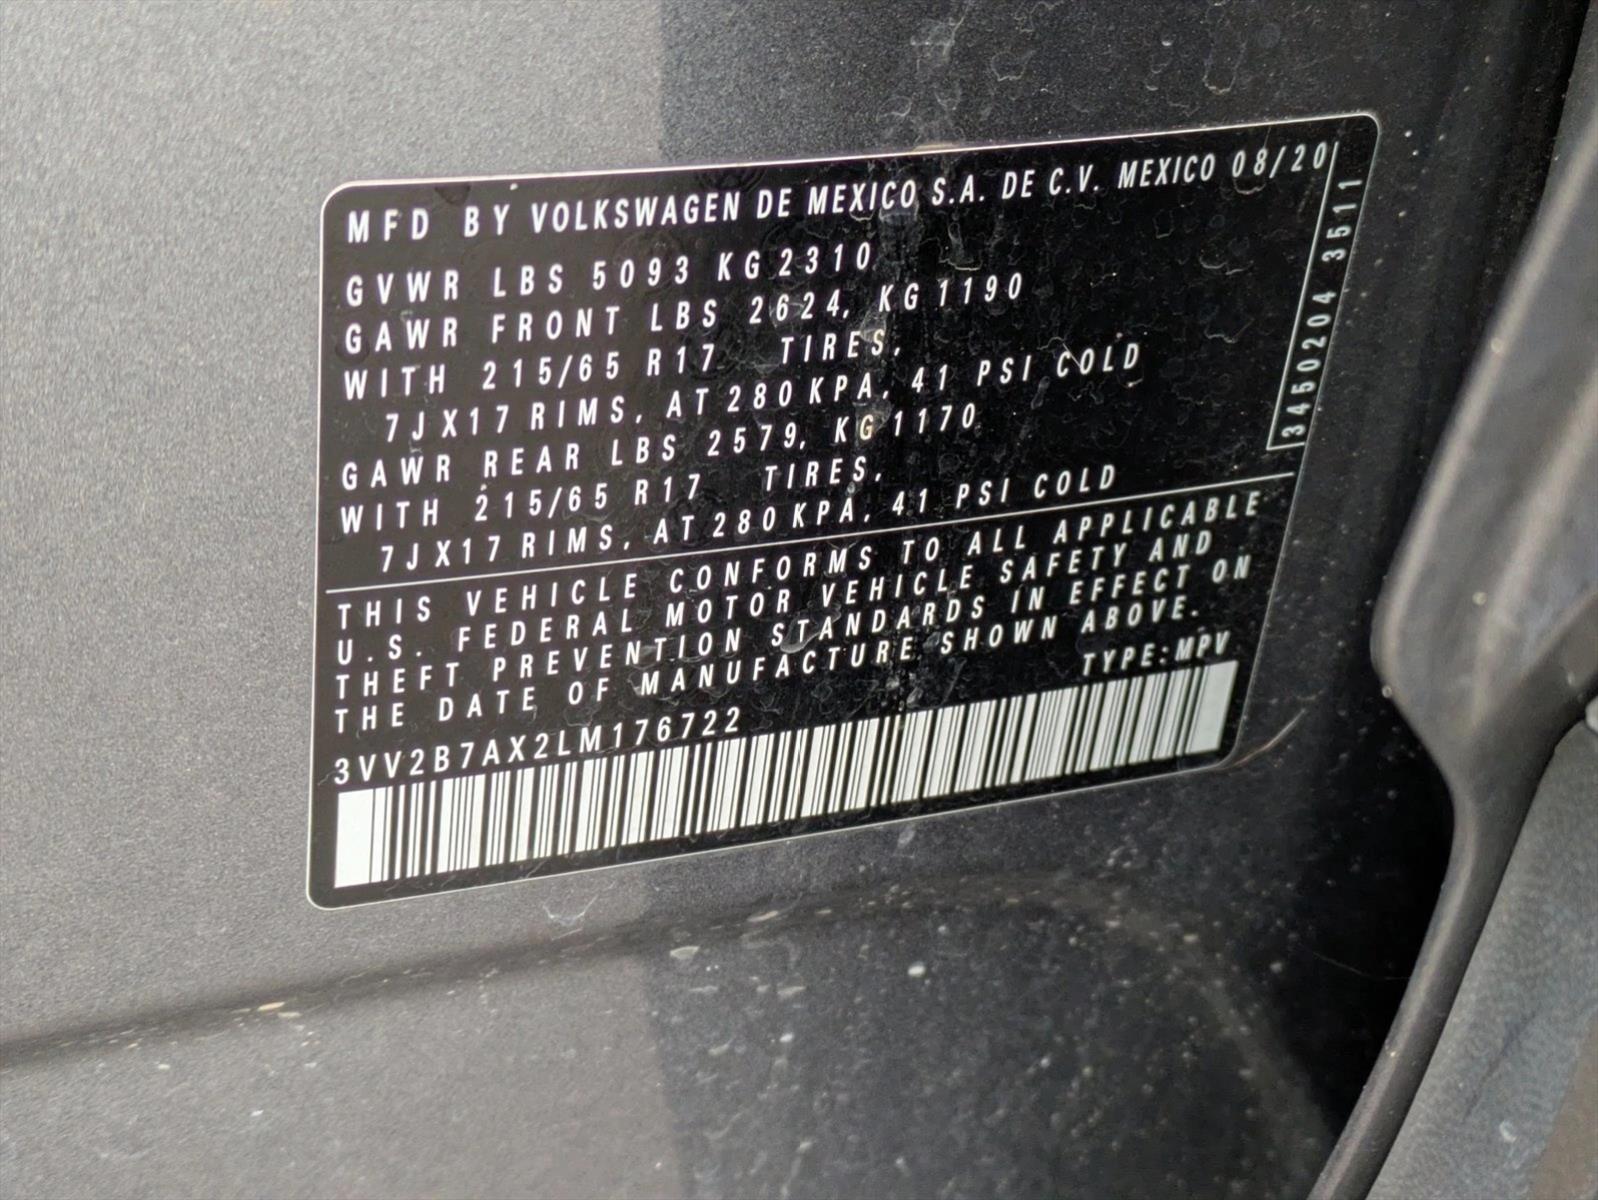 MFD BY VOLKSWAGEN DE MEXICO S.A. DE C.V. MEXICO 08/20
GVWR LBS 5093 KG 2310
GAWR FRONT LBS 2624, KG 1190
WITH 215/65 R17 TIRES,
7JX17 RIMS, AT 280 KPA, 41 PSI COLD
GAWR REAR LBS 2579, KG 1170
WITH 215/65 R17 TIRES,
7JX17 RIMS, AT 280 KPA, 41 PSI COLD
3450204 3511
THIS VEHICLE CONFORMS TO ALL APPLICABLE
U.S. FEDERAL MOTOR VEHICLE SAFETY AND
THEFT PREVENTION STANDARDS IN EFFECT ON
THE DATE OF MANUFACTURE SHOWN ABOVE.
TYPE: MPV
3VV2B7AX2LM176722